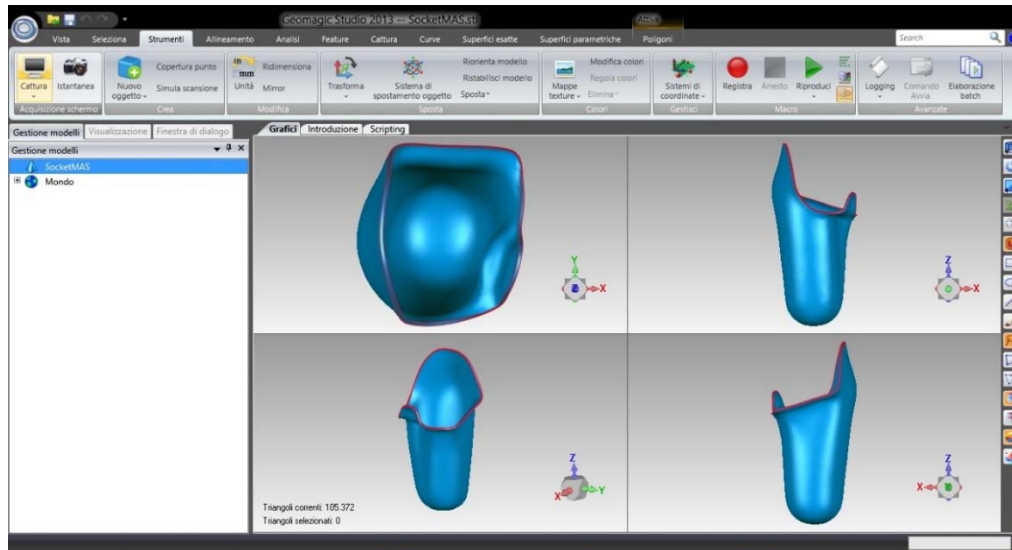 Geomagic Studio 2013 -- SocketMAS.stl
Attiva
Vista Seleziona Strumenti Allineamento Analisi Feature Cattura Curve Superfici esatte Superfici parametriche Poligoni
Search
Cattura Istantanea
Acquisizione schermo
Nuovo oggetto
Copertura punto
Simula scansione
Crea
in mm
Unità
Ridimensiona
Mirror
Modifica
Trasforma
Sistema di spostamento oggetto
Riorienta modello
Ristabilisci modello
Sposta
Sposta
Mappe texture
Modifica colori
Regola colori
Elimina
Colori
Sistemi di coordinate
Gestisci
Registra Arresto Riproduci
Macro
Logging Comando Avvia Elaborazione batch
Avanzate
Gestione modelli Visualizzazione Finestra di dialogo
Grafici Introduzione Scripting
Gestione modelli
SocketMAS
Mondo
Y
Z
X
Z
X
Z
Z
X
Y
X
Triangoli correnti: 105.372
Triangoli selezionati: 0